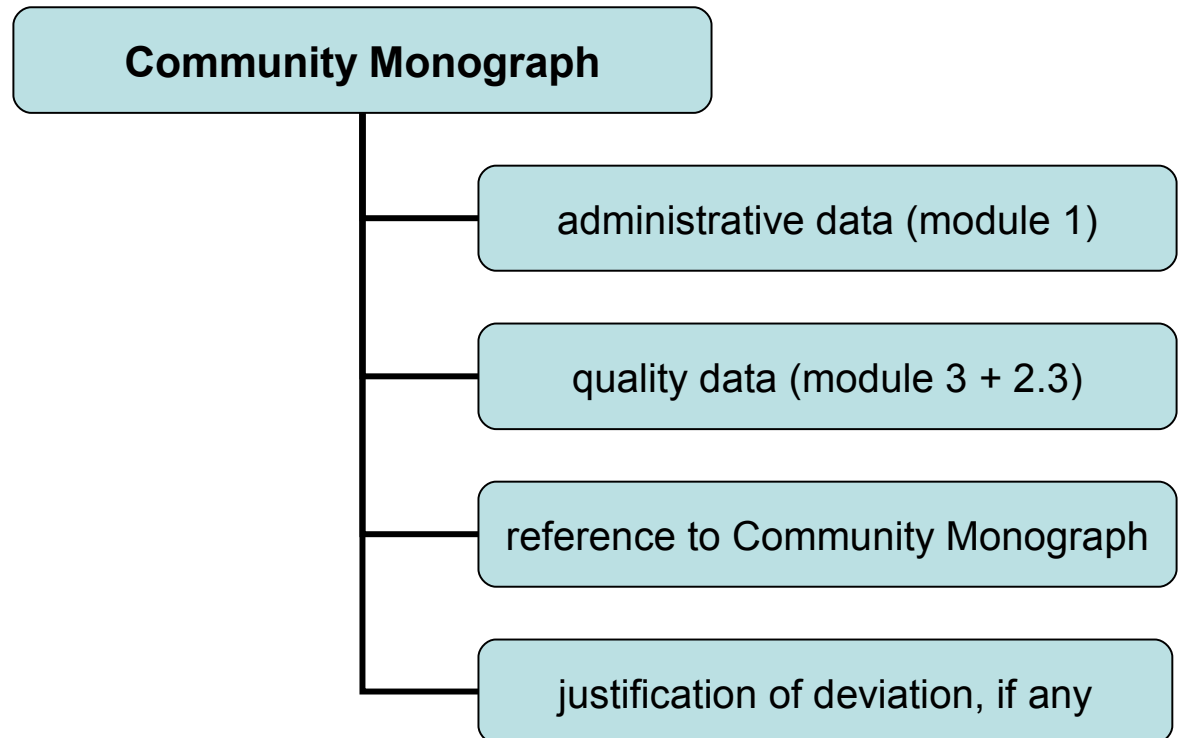 Community Monograph
administrative data (module 1)
quality data (module 3 + 2.3)
reference to Community Monograph
justification of deviation, if any